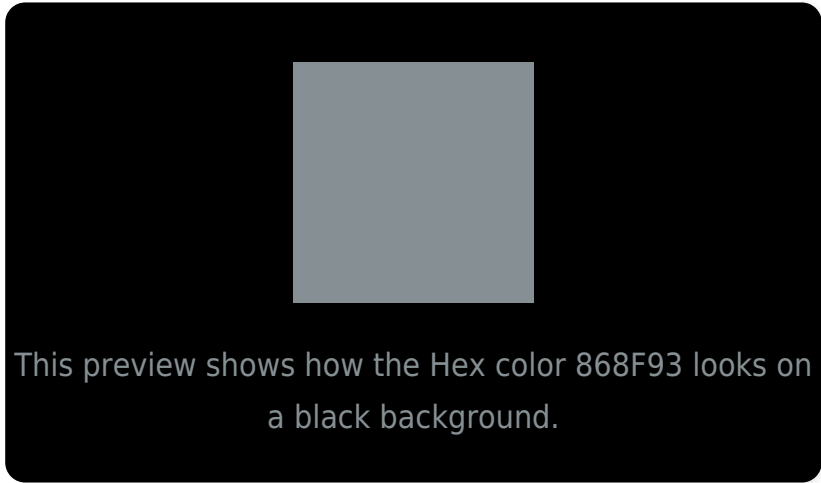 This preview shows how the Hex color 868F93 looks on
a black background.